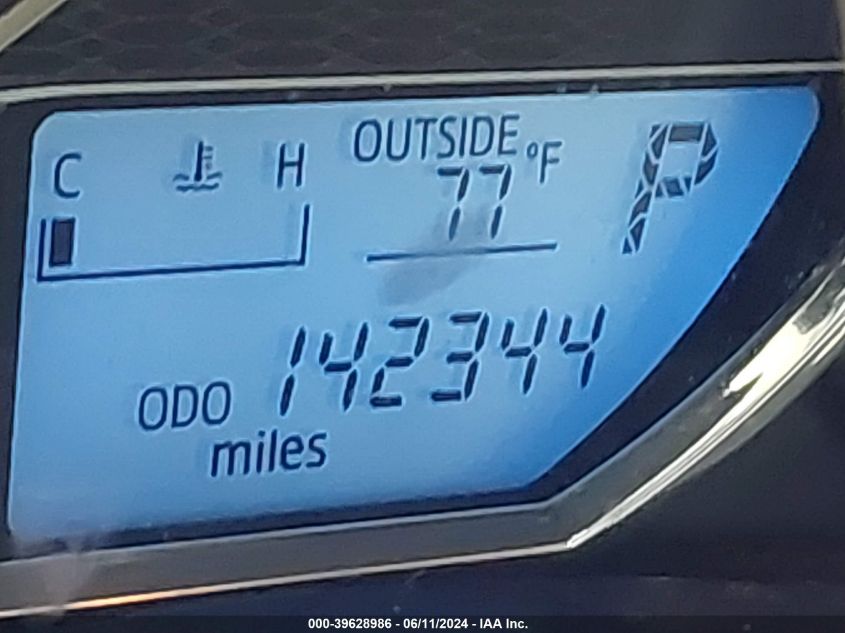 OUTSIDE °F
C H
77
P
142344
ODO
miles
000-39628986 - 06/11/2024 - IAA Inc.